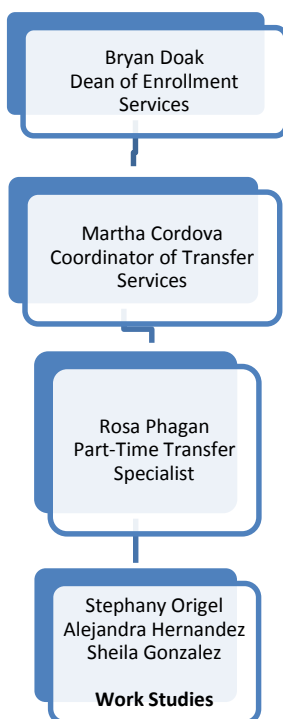 Bryan Doak
Dean of Enrollment
Services
Martha Cordova
Coordinator of Transfer
Services
Rosa Phagan
Part-Time Transfer
Specialist
Stephany Origel
Alejandra Hernandez
Sheila Gonzalez
Work Studies